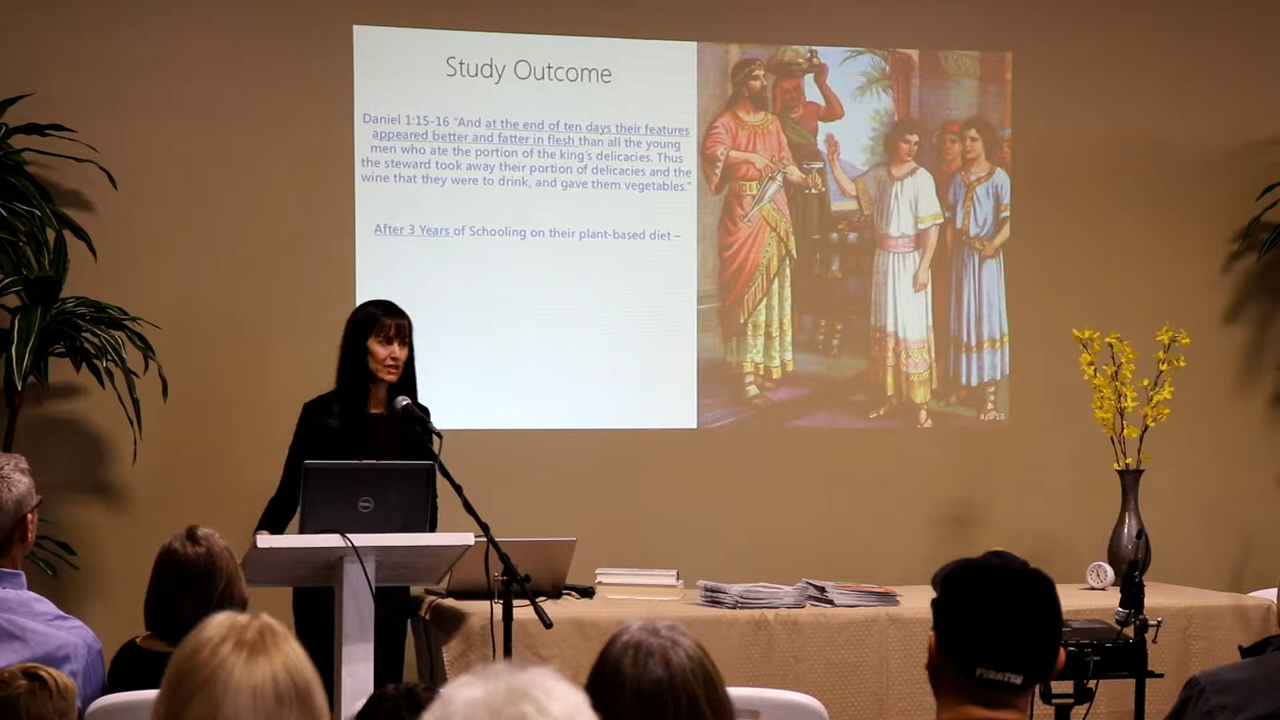 Study Outcome
Daniel 1:15-16 "And at the end of ten days their features
appeared better and fatter in flesh than all the young
men who ate the portion of the king's delicacies. Thus
the steward took away their portion of delicacies and the
wine that they were to drink, and gave them vegetables."
After 3 Years of Schooling on their plant-based diet –
DELL
PIRATES